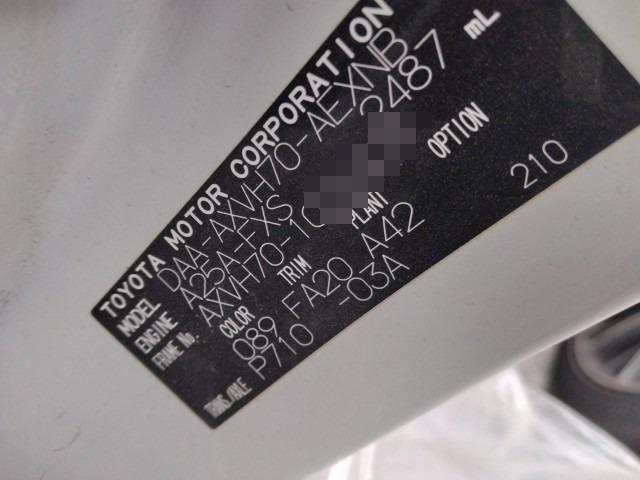 TOYOTA MOTOR CORPORATION
MODEL DAA-AXVH70-AEXNB
ENGINE A25A-FXS 2487 mL
FRAME No. AXVH70-10
COLOR TRIM PLANT OPTION
089 FA20 A42 210
TRANS./AXLE P710 -03A